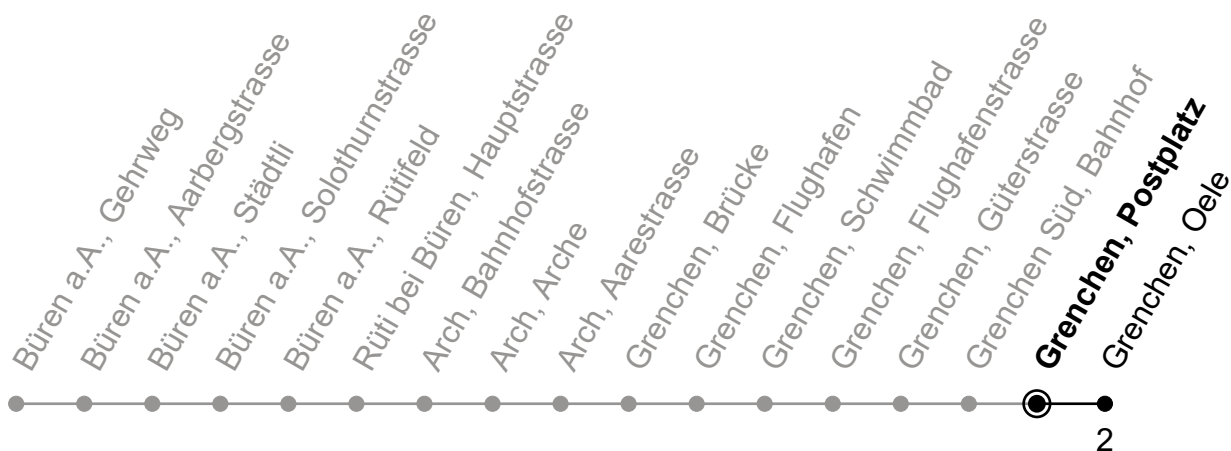 Büren a.A., Gehrweg
Büren a.A., Aarbergstrasse
Büren a.A., Städtli
Büren a.A., Solothurnstrasse
Büren a.A., Rütifeld
Rüti bei Büren, Hauptstrasse
Arch, Bahnhofstrasse
Arch, Arche
Arch, Aarestrasse
Grenchen, Brücke
Grenchen, Flughafen
Grenchen, Schwimmbad
Grenchen, Flughafenstrasse
Grenchen, Güterstrasse
Grenchen Süd, Bahnhof
Grenchen, Postplatz
Grenchen, Oele
2